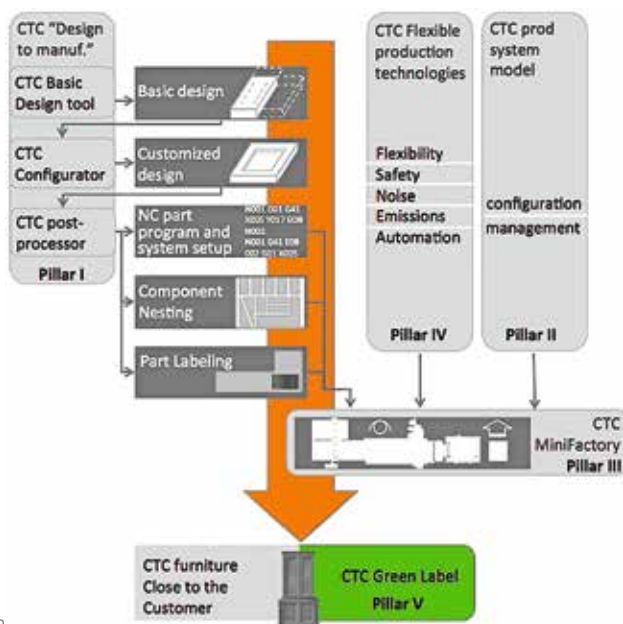 CTC “Design
to manuf.”
CTC Basic
Design tool
CTC
Configurator
CTC post-
processor
Pillar I
Basic design
Customized
design
NC part
program and
system setup
Component
Nesting
Part Labeling
CTC Flexible
production
technologies
Flexibility
Safety
Noise
Emissions
Automation
Pillar IV
CTC prod
system
model
configuration
management
Pillar II
CTC
MiniFactory
Pillar III
CTC furniture
Close to the
Customer
CTC Green Label
Pillar V